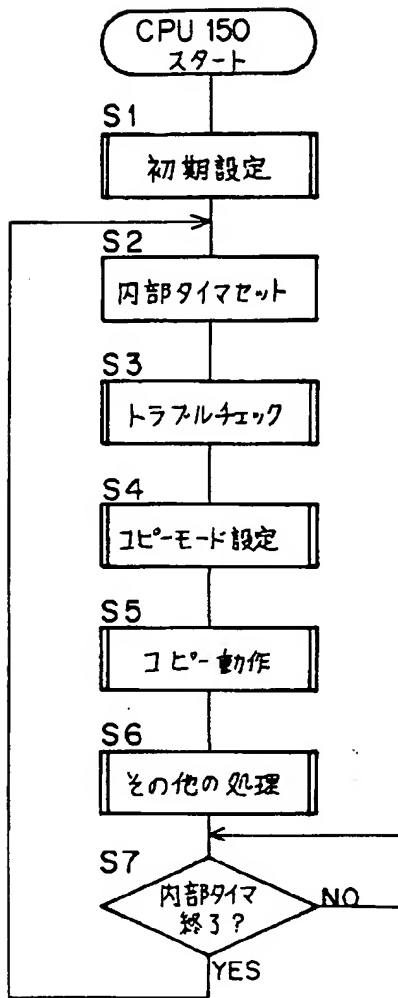 CPU 150
スタート
S1
初期設定
S2
内部タイマセット
S3
トラブルチェック
S4
コピーモード設定
S5
コピー動作
S6
その他の処理
S7
内部タイマ
終了?
NO
YES